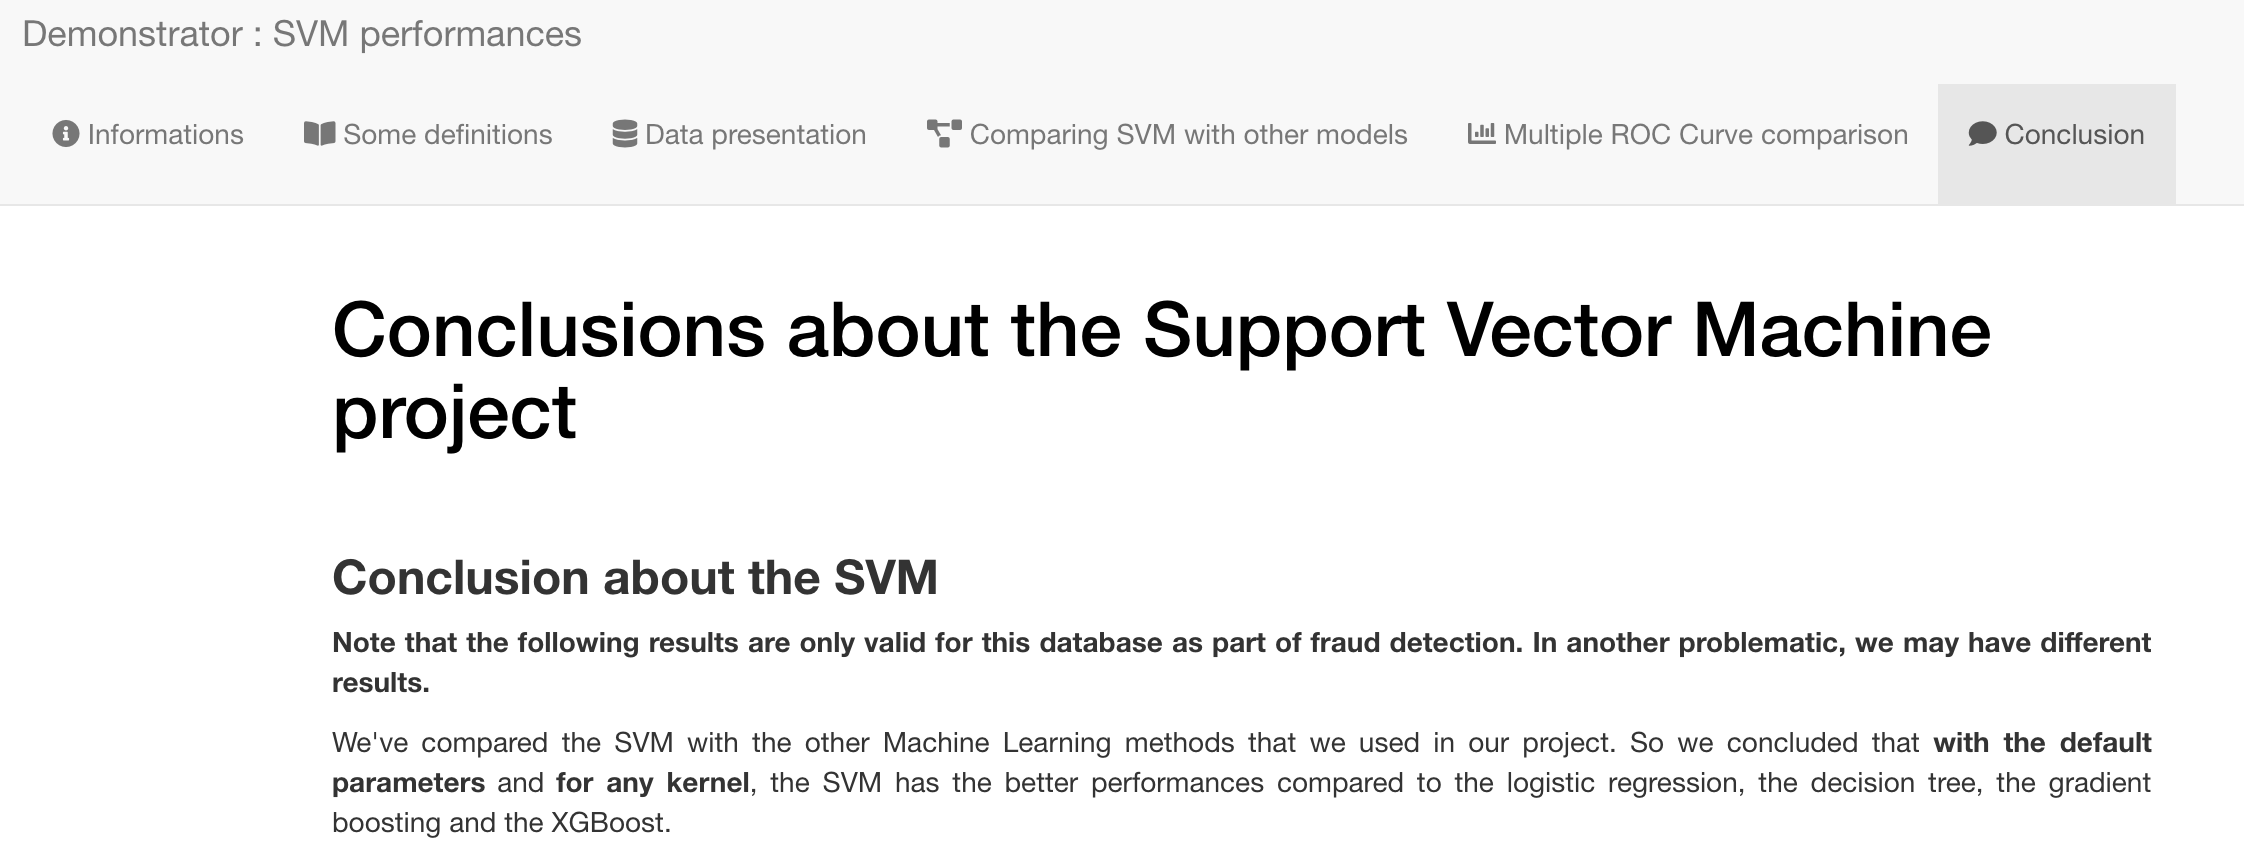 Demonstrator : SVM performances
Informations
Some definitions
Data presentation
Comparing SVM with other models
Multiple ROC Curve comparison
Conclusion
Conclusions about the Support Vector Machine
project
Conclusion about the SVM
Note that the following results are only valid for this database as part of fraud detection. In another problematic, we may have different
results.
We've compared the SVM with the other Machine Learning methods that we used in our project. So we concluded that with the default
parameters and for any kernel, the SVM has the better performances compared to the logistic regression, the decision tree, the gradient
boosting and the XGBoost.